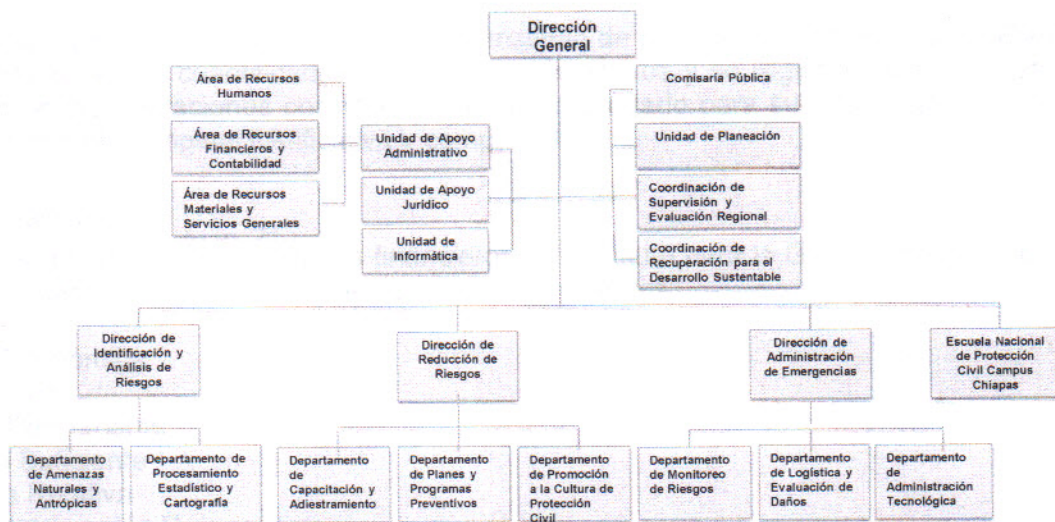 Dirección
General
Área de Recursos
Humanos
Área de Recursos
Financieros y
Contabilidad
Área de Recursos
Materiales y
Servicios Generales
Unidad de Apoyo
Administrativo
Unidad de Apoyo
Jurídico
Unidad de
Informática
Comisaría Pública
Unidad de Planeación
Coordinación de
Supervisión y
Evaluación Regional
Coordinación de
Recuperación para el
Desarrollo Sustentable
Dirección de
Identificación y
Análisis de
Riesgos
Dirección de
Reducción de
Riesgos
Dirección de
Administración
de Emergencias
Escuela Nacional
de Protección
Civil Campus
Chiapas
Departamento
de Amenazas
Naturales y
Antrópicas
Departamento de
Procesamiento
Estadístico y
Cartografía
Departamento
de
Capacitación y
Adiestramiento
Departamento
de Planes y
Programas
Preventivos
Departamento
de Promoción
a la Cultura de
Protección
Civil
Departamento
de Monitoreo
de Riesgos
Departamento
de Logística y
Evaluación de
Daños
Departamento
de
Administración
Tecnológica